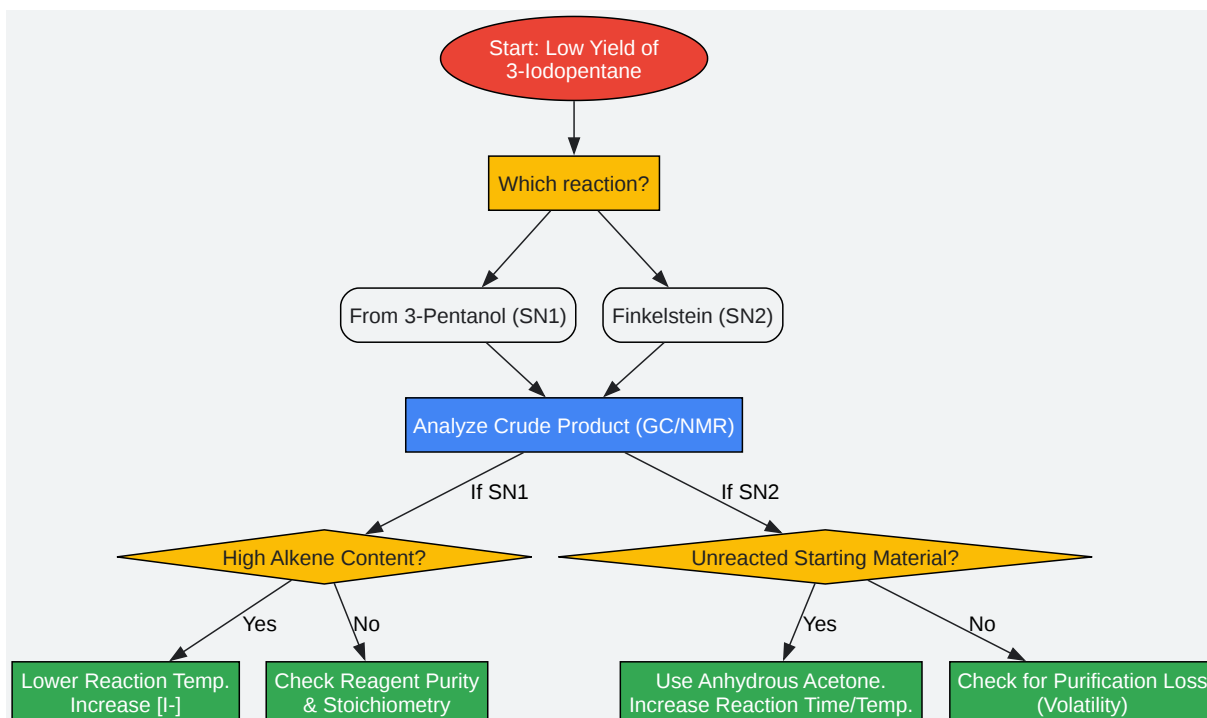 Start: Low Yield of
3-Iodopentane
Which reaction?
From 3-Pentanol (SN1)
Finkelstein (SN2)
Analyze Crude Product (GC/NMR)
If SN1
If SN2
High Alkene Content?
Unreacted Starting Material?
Yes
No
Yes
No
Lower Reaction Temp.
Increase [I-]
Check Reagent Purity
& Stoichiometry
Use Anhydrous Acetone.
Increase Reaction Time/Temp.
Check for Purification Loss
(Volatility)